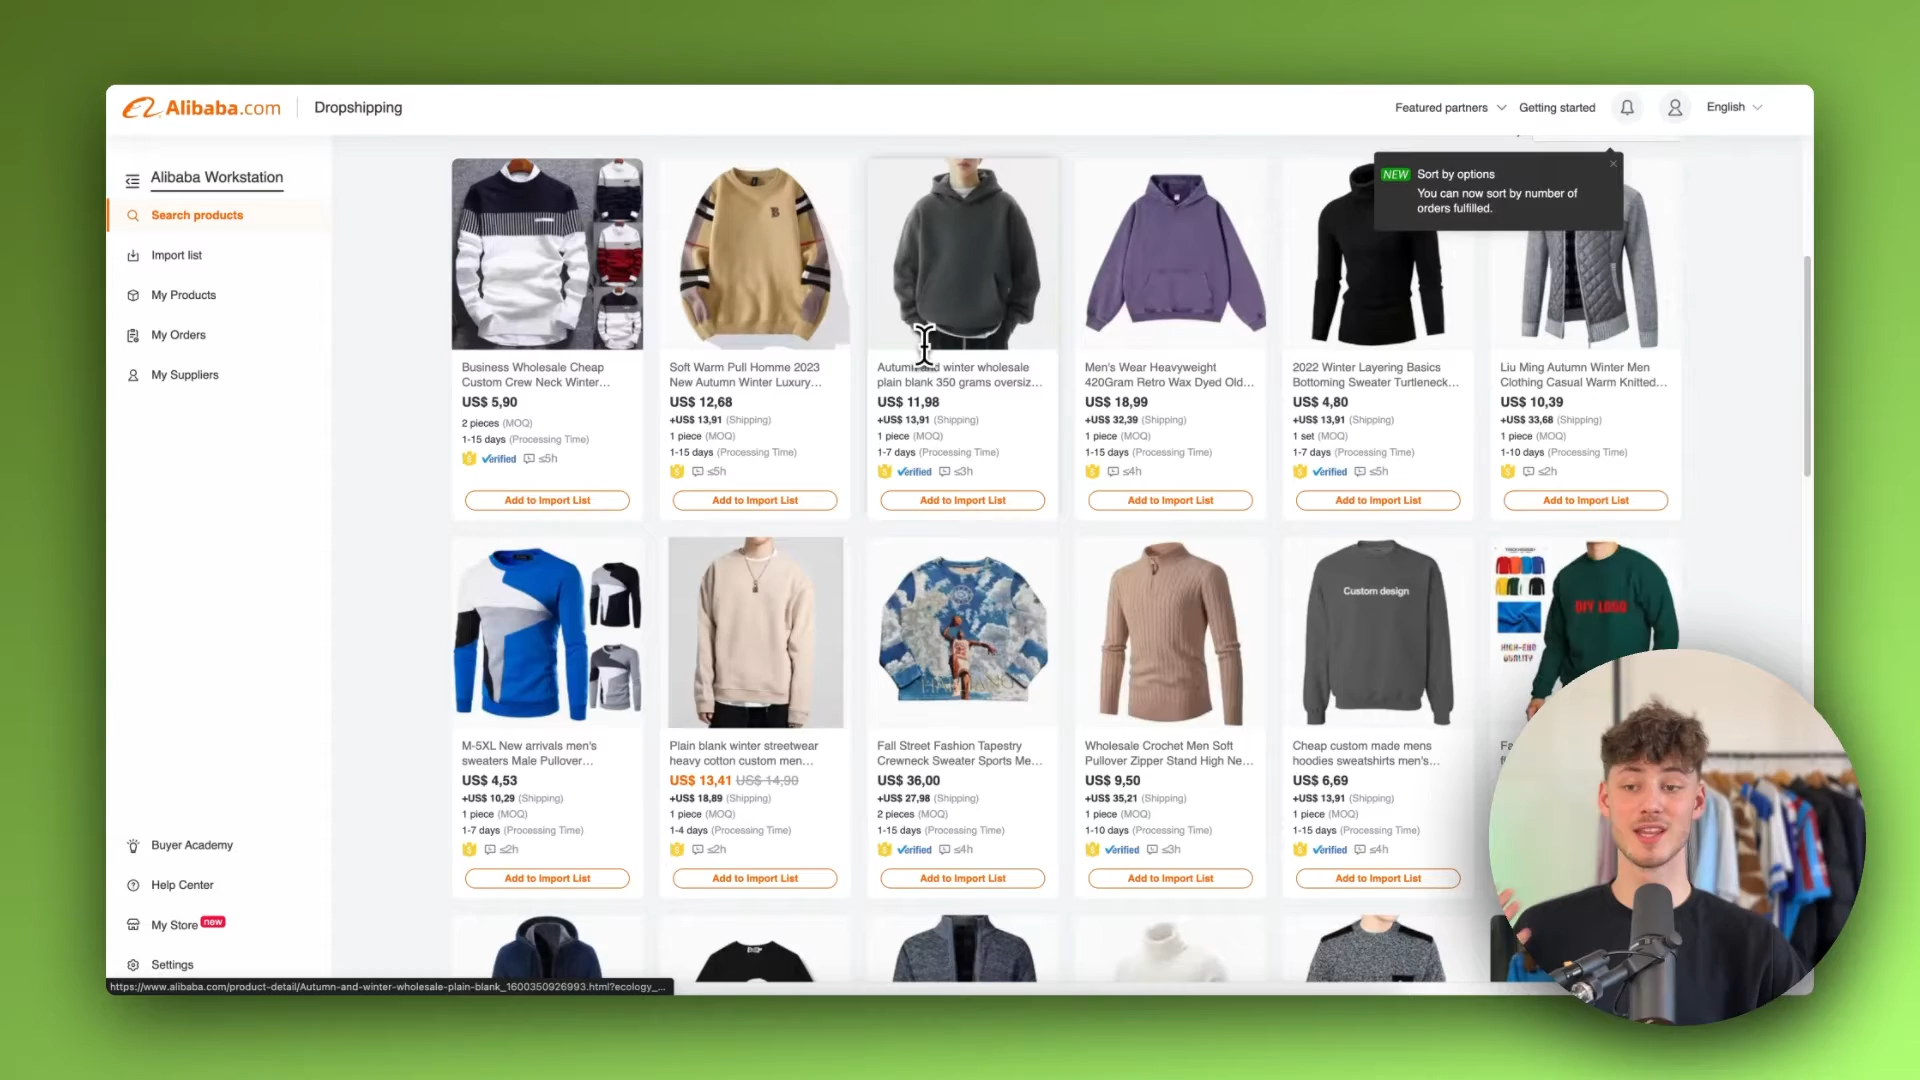 Alibaba.com
Dropshipping
Featured partners
Getting started
English
Alibaba Workstation
Search products
Import list
My Products
My Orders
My Suppliers
Buyer Academy
Help Center
My Store new
Settings
NEW Sort by options
You can now sort by number of
orders fulfilled.
Business Wholesale Cheap
Custom Crew Neck Winter...
US$ 5,90
2 pieces (MOQ)
1-15 days (Processing Time)
Verified ≤5h
Add to Import List
B
Soft Warm Pull Homme 2023
New Autumn Winter Luxury...
US$ 12,68
+US$ 13,91 (Shipping)
1 piece (MOQ)
1-15 days (Processing Time)
≤5h
Add to Import List
Autumn and winter wholesale
plain blank 350 grams oversiz...
US$ 11,98
+US$ 13,91 (Shipping)
1 piece (MOQ)
1-7 days (Processing Time)
Verified ≤3h
Add to Import List
Men's Wear Heavyweight
420Gram Retro Wax Dyed Old...
US$ 18,99
+US$ 32,39 (Shipping)
1 piece (MOQ)
1-15 days (Processing Time)
≤4h
Add to Import List
2022 Winter Layering Basics
Bottoming Sweater Turtleneck...
US$ 4,80
+US$ 13,91 (Shipping)
1 set (MOQ)
1-7 days (Processing Time)
Verified ≤5h
Add to Import List
Liu Ming Autumn Winter Men
Clothing Casual Warm Knitted...
US$ 10,39
+US$ 33,68 (Shipping)
1 piece (MOQ)
1-10 days (Processing Time)
≤2h
Add to Import List
M-5XL New arrivals men's
sweaters Male Pullover...
US$ 4,53
+US$ 10,29 (Shipping)
1 piece (MOQ)
1-7 days (Processing Time)
≤2h
Add to Import List
Plain blank winter streetwear
heavy cotton custom men...
US$ 13,41 US$ 14,90
+US$ 18,89 (Shipping)
1 piece (MOQ)
1-4 days (Processing Time)
≤2h
Add to Import List
Fall Street Fashion Tapestry
Crewneck Sweater Sports Me...
US$ 36,00
+US$ 27,98 (Shipping)
2 pieces (MOQ)
1-15 days (Processing Time)
Verified ≤4h
Add to Import List
Wholesale Crochet Men Soft
Pullover Zipper Stand High Ne...
US$ 9,50
+US$ 35,21 (Shipping)
1 piece (MOQ)
1-10 days (Processing Time)
Verified ≤3h
Add to Import List
Custom design
Cheap custom made mens
hoodies sweatshirts men's...
US$ 6,69
+US$ 13,91 (Shipping)
1 piece (MOQ)
1-15 days (Processing Time)
Verified ≤4h
Add to Import List
DIY LOGO
HIGH-END
QUALITY
https://www.alibaba.com/product-detail/Autumn-and-winter-wholesale-plain-blank_1600350926993.html?ecology_...